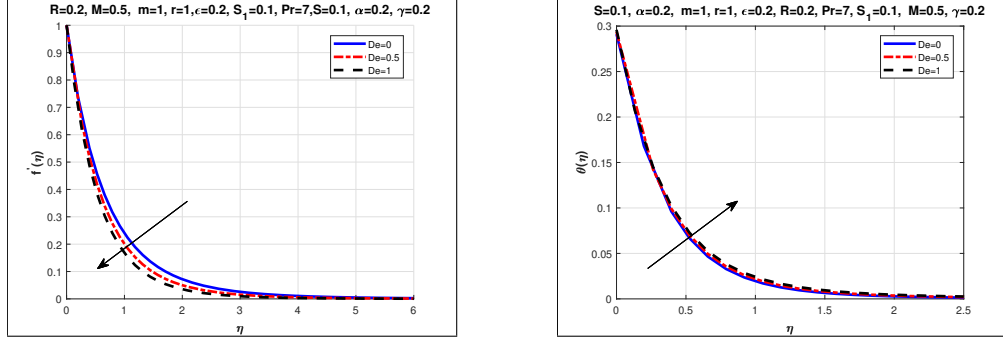 R=0.2, M=0.5, m=1, r=1,ϵ=0.2, S₁=0.1, Pr=7,S=0.1, α=0.2, γ=0.2
1
0.9
0.8
0.7
0.6
0.5
0.4
0.3
0.2
0.1
0
f'(η)
De=0
De=0.5
De=1
0 1 2 3 4 5 6
η
S=0.1, α=0.2, m=1, r=1, ϵ=0.2, R=0.2, Pr=7, S₁=0.1, M=0.5, γ=0.2
0.3
0.25
0.2
0.15
0.1
0.05
0
θ(η)
De=0
De=0.5
De=1
0 0.5 1 1.5 2 2.5
η